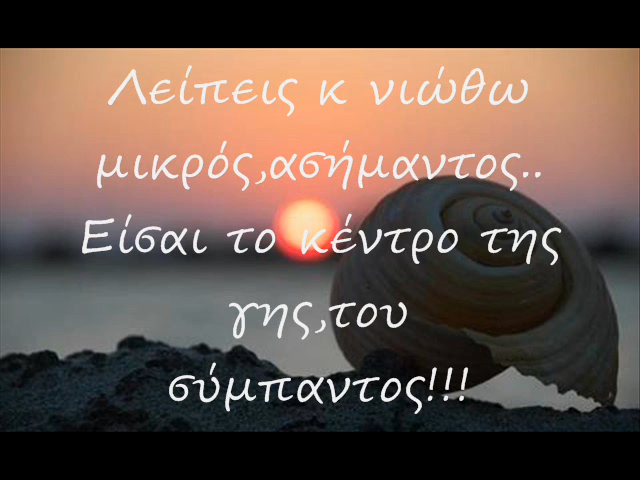 Λείπεις κ νιώθω
μικρός,ασήμαντος..
Είσαι το κέντρο της
γης,του
σύμπαντος!!!